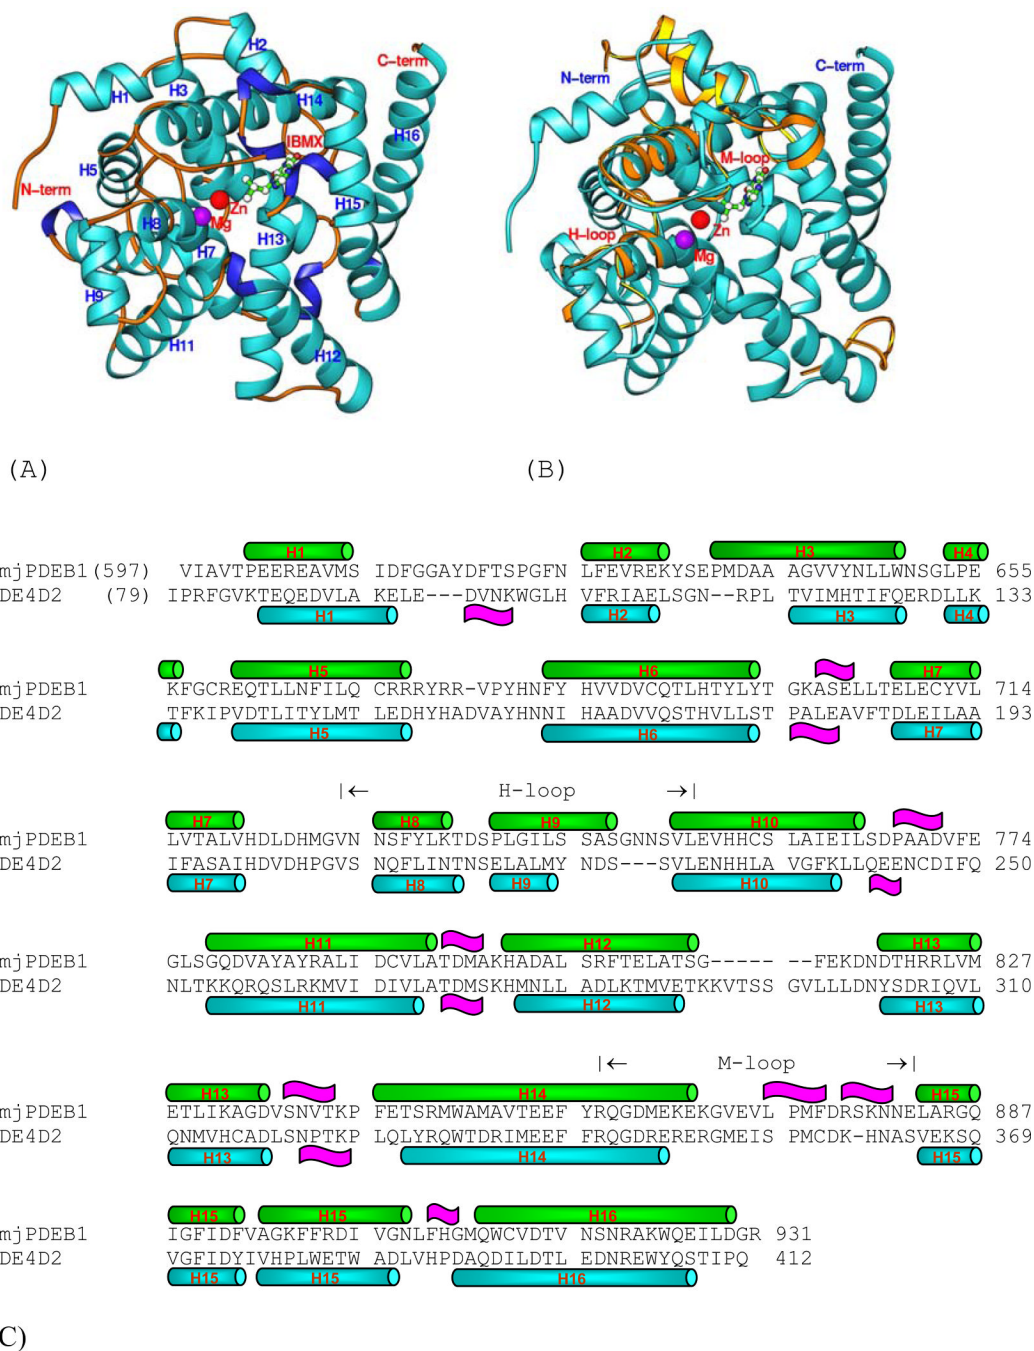 H2
C-term
H3
H1
H14
H16
IBMX
H5
N-term
Zn
H15
H8
Mg
H13
H7
H9
H11
H12
N-term
C-term
M-loop
H-loop
Zn
Mg
(A)
(B)
H1 H2 H3 H4
mjPDEB1(597) VIAVTPEEREAVMS IDFGGAYDFTSPGFN LFEVREKYSEPMDAA AGVVYNLLWNSGLPE 655
DE4D2 (79) IPRFGVKTEQEDVLA KELE---DVNKWGLH VFRIAELSGN--RPL TVIMHTIFQERDLLK 133
H1 H2 H3 H4
H5 H6 H7
mjPDEB1 KFGCREQTLLNFILQ CRRRYRR-VPYHNFY HVVDVCQTLHTYLYT GKASELLTELECYVL 714
DE4D2 TFKIPVDTLITYLMT LEDHYHADVAYHNNI HAADVVQSTHVLLST PALEAVFTDLEILAA 193
H5 H6 H7
|← H-loop →|
H7 H8 H9 H10
mjPDEB1 LVTALVHDLDHMGVN NSFYLKTDSPLGILS SASGNNSVLEVHHCS LAIEILSDPAADVFE 774
DE4D2 IFASAIHDVDHPGVS NQFLINTNSELALMY NDS---SVLENHHLA VGFKLLQEENCDIFQ 250
H7 H8 H9 H10
H11 H12 H13
mjPDEB1 GLSGQDVAYAYRALI DCVLATDMAKHADAL SRFTELATSG----- --FEKDNDTHRRLVM 827
DE4D2 NLTKKQRQSLRKMVI DIVLATDMSKHMNLL ADLKTMVETKKVTSS GVLLLDNYSDRIQVL 310
H11 H12 H13
|← M-loop →|
H13 H14 H15
mjPDEB1 ETLIKAGDVSNVTKP FETSRMWAMAVTEEF YRQGDMEKEKGVEVL PMFDRSKNNELARGQ 887
DE4D2 QNMVHCADLSNPTKP LQLYRQWTDRIMEEF FRQGDRERERGMEIS PMCDK-HNASVEKSQ 369
H13 H14 H15
H15 H15 H16
mjPDEB1 IGFIDFVAGKFFRDI VGNLFHGMQWCVDTV NSNRAKWQEILDGR 931
DE4D2 VGFIDYIVHPLWETW ADLVHPDAQDILDTL EDNREWYQSTIPQ 412
H15 H15 H16
C)